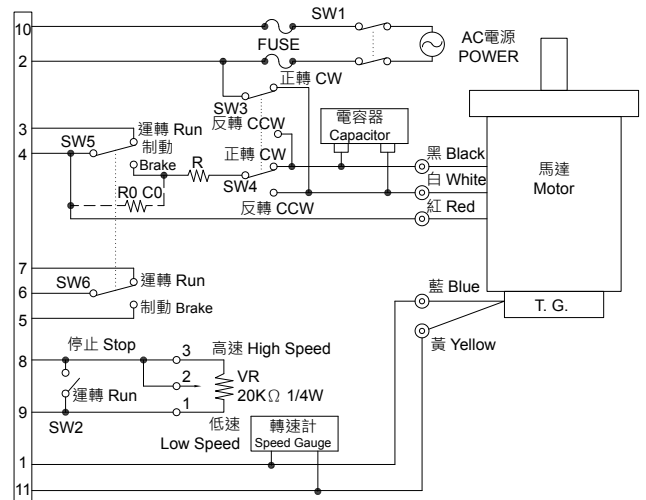 10
SW1
FUSE
AC電源
POWER
2
正轉 CW
SW3
反轉 CCW
電容器
Capacitor
3
運轉 Run
SW5
制動
4
Brake
正轉 CW
R
SW4
黑 Black
白 White
R0 C0
反轉 CCW
紅 Red
馬達
Motor
7
運轉 Run
6
SW6
藍 Blue
制動 Brake
5
T. G.
停止 Stop
3
高速 High Speed
黃 Yellow
8
2
VR
運轉 Run
20KΩ 1/4W
9
1
SW2
低速
Low Speed
轉速計
Speed Gauge
1
11